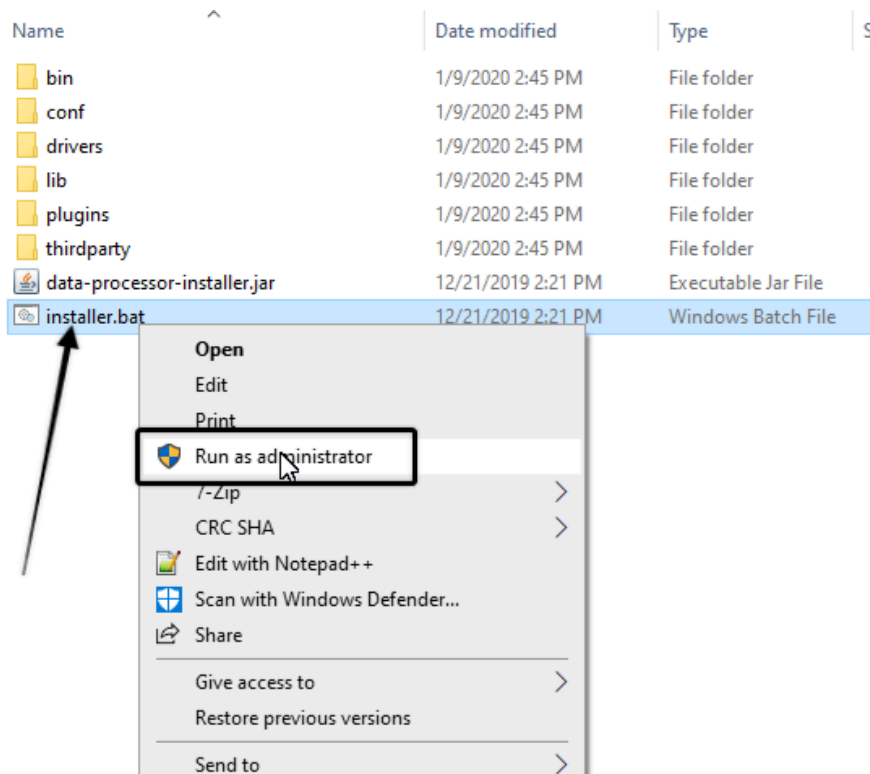 Name Date modified Type S
bin 1/9/2020 2:45 PM File folder
conf 1/9/2020 2:45 PM File folder
drivers 1/9/2020 2:45 PM File folder
lib 1/9/2020 2:45 PM File folder
plugins 1/9/2020 2:45 PM File folder
thirdparty 1/9/2020 2:45 PM File folder
data-processor-installer.jar 12/21/2019 2:21 PM Executable Jar File
installer.bat 12/21/2019 2:21 PM Windows Batch File
Open
Edit
Print
Run as administrator
7-Zip
CRC SHA
Edit with Notepad++
Scan with Windows Defender...
Share
Give access to
Restore previous versions
Send to